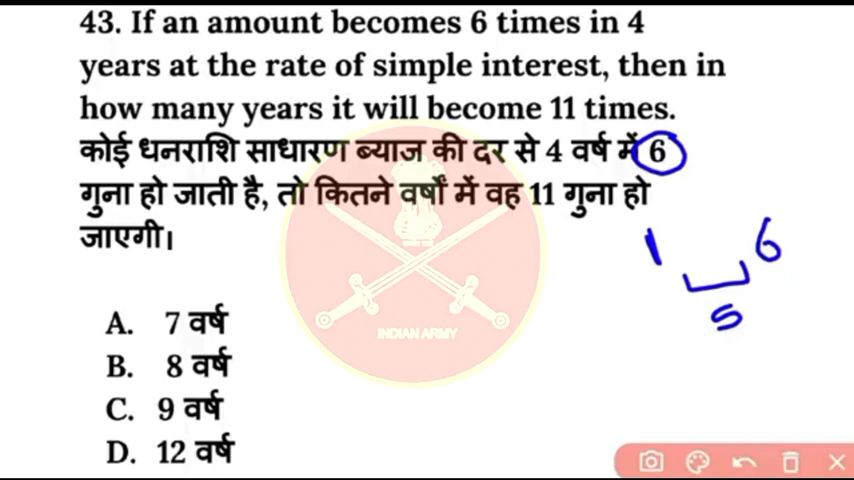 43. If an amount becomes 6 times in 4
years at the rate of simple interest, then in
how many years it will become 11 times.
कोई धनराशि साधारण ब्याज की दर से 4 वर्ष में 6
गुना हो जाती है, तो कितने वर्षों में वह 11 गुना हो
जाएगी।
1 6
5
INDIAN ARMY
A. 7 वर्ष
B. 8 वर्ष
C. 9 वर्ष
D. 12 वर्ष